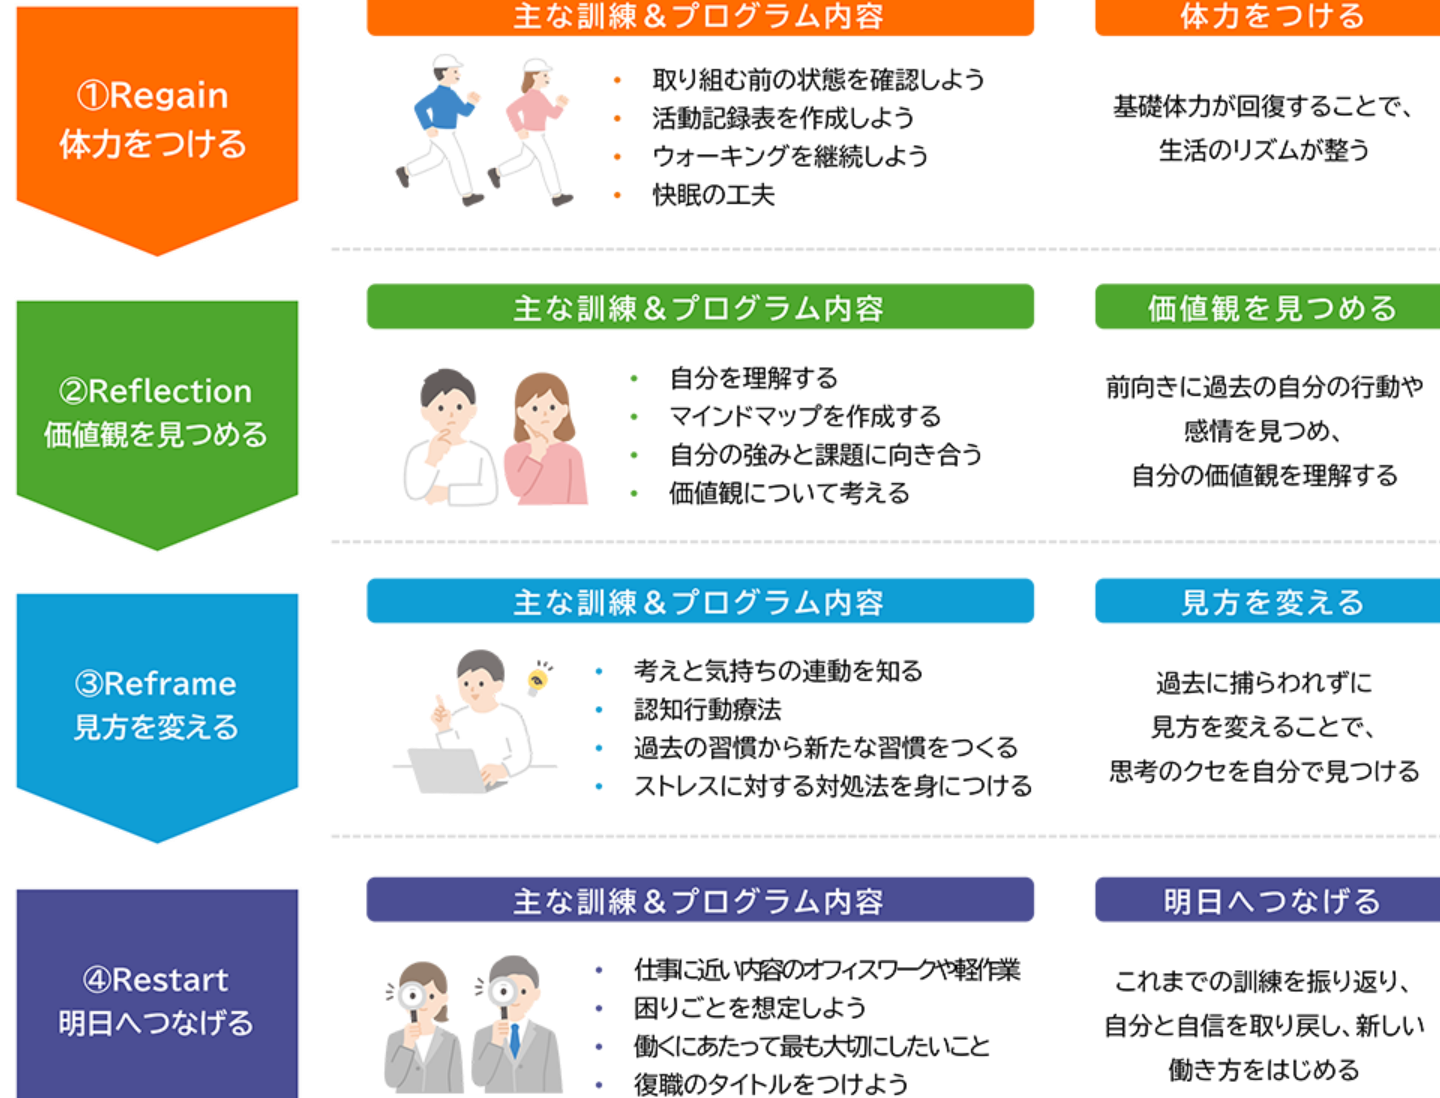 ①Regain
体力をつける
主な訓練＆プログラム内容
• 取り組む前の状態を確認しよう
• 活動記録表を作成しよう
• ウォーキングを継続しよう
• 快眠の工夫
体力をつける
基礎体力が回復することで、
生活のリズムが整う
②Reflection
価値観を見つめる
主な訓練＆プログラム内容
• 自分を理解する
• マインドマップを作成する
• 自分の強みと課題に向き合う
• 価値観について考える
価値観を見つめる
前向きに過去の自分の行動や
感情を見つめ、
自分の価値観を理解する
③Reframe
見方を変える
主な訓練＆プログラム内容
• 考えと気持ちの連動を知る
• 認知行動療法
• 過去の習慣から新たな習慣をつくる
• ストレスに対する対処法を身につける
見方を変える
過去に捕らわれずに
見方を変えることで、
思考のクセを自分で見つける
④Restart
明日へつなげる
主な訓練＆プログラム内容
• 仕事に近い内容のオフィスワークや軽作業
• 困りごとを想定しよう
• 働くにあたって最も大切にしたいこと
• 復職のタイトルをつけよう
明日へつなげる
これまでの訓練を振り返り、
自分と自信を取り戻し、新しい
働き方をはじめる